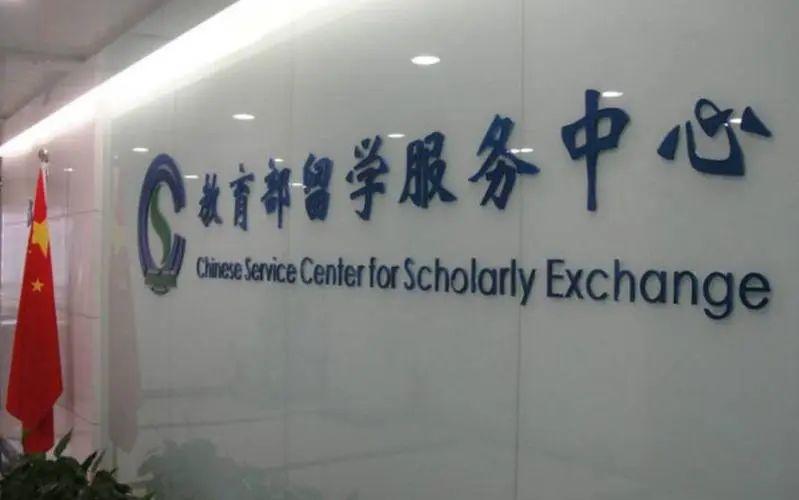 教育部留学服务中心
Chinese Service Center for Scholarly Exchange